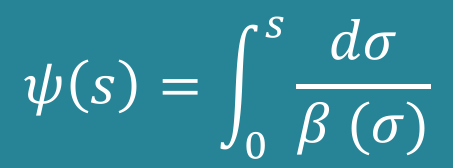 ψ(s) = ∫₀ˢ dσ / β (σ)